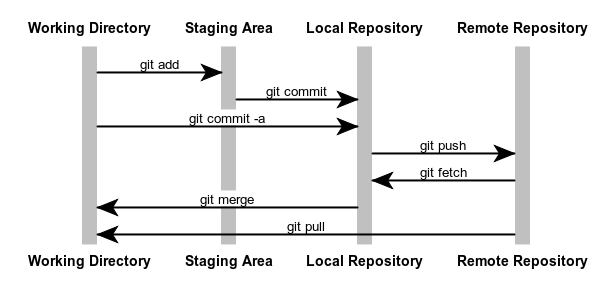 Working Directory Staging Area Local Repository Remote Repository
git add
git commit
git commit -a
git push
git fetch
git merge
git pull
Working Directory Staging Area Local Repository Remote Repository